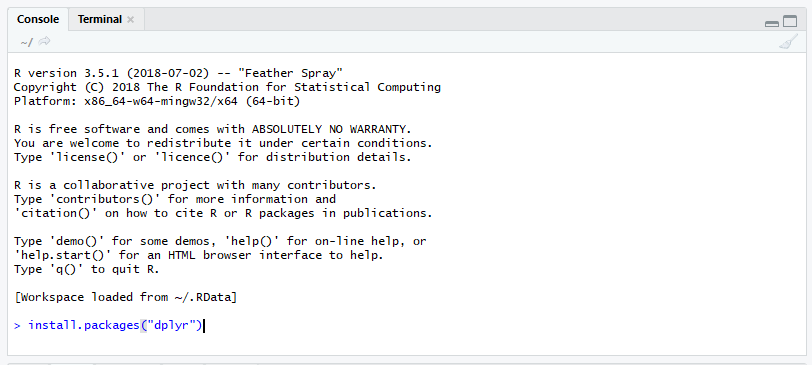 Console Terminal ×
~/
R version 3.5.1 (2018-07-02) -- "Feather Spray"
Copyright (C) 2018 The R Foundation for Statistical Computing
Platform: x86_64-w64-mingw32/x64 (64-bit)
R is free software and comes with ABSOLUTELY NO WARRANTY.
You are welcome to redistribute it under certain conditions.
Type 'license()' or 'licence()' for distribution details.
R is a collaborative project with many contributors.
Type 'contributors()' for more information and
'citation()' on how to cite R or R packages in publications.
Type 'demo()' for some demos, 'help()' for on-line help, or
'help.start()' for an HTML browser interface to help.
Type 'q()' to quit R.
[Workspace loaded from ~/.RData]
> install.packages("dplyr")